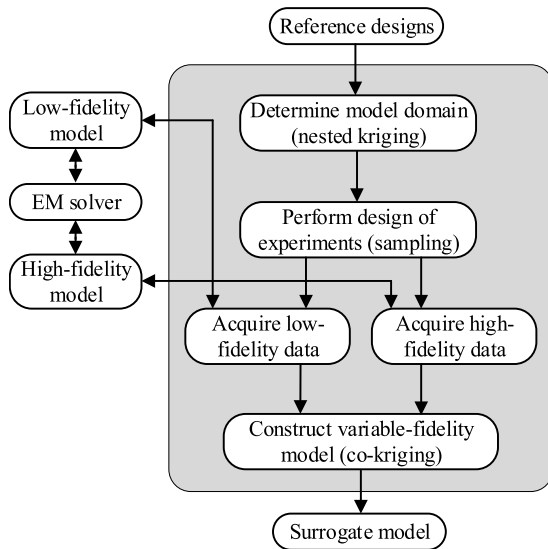 Reference designs
Determine model domain
(nested kriging)
Low-fidelity
model
EM solver
High-fidelity
model
Perform design of
experiments (sampling)
Acquire low-
fidelity data
Acquire high-
fidelity data
Construct variable-fidelity
model (co-kriging)
Surrogate model